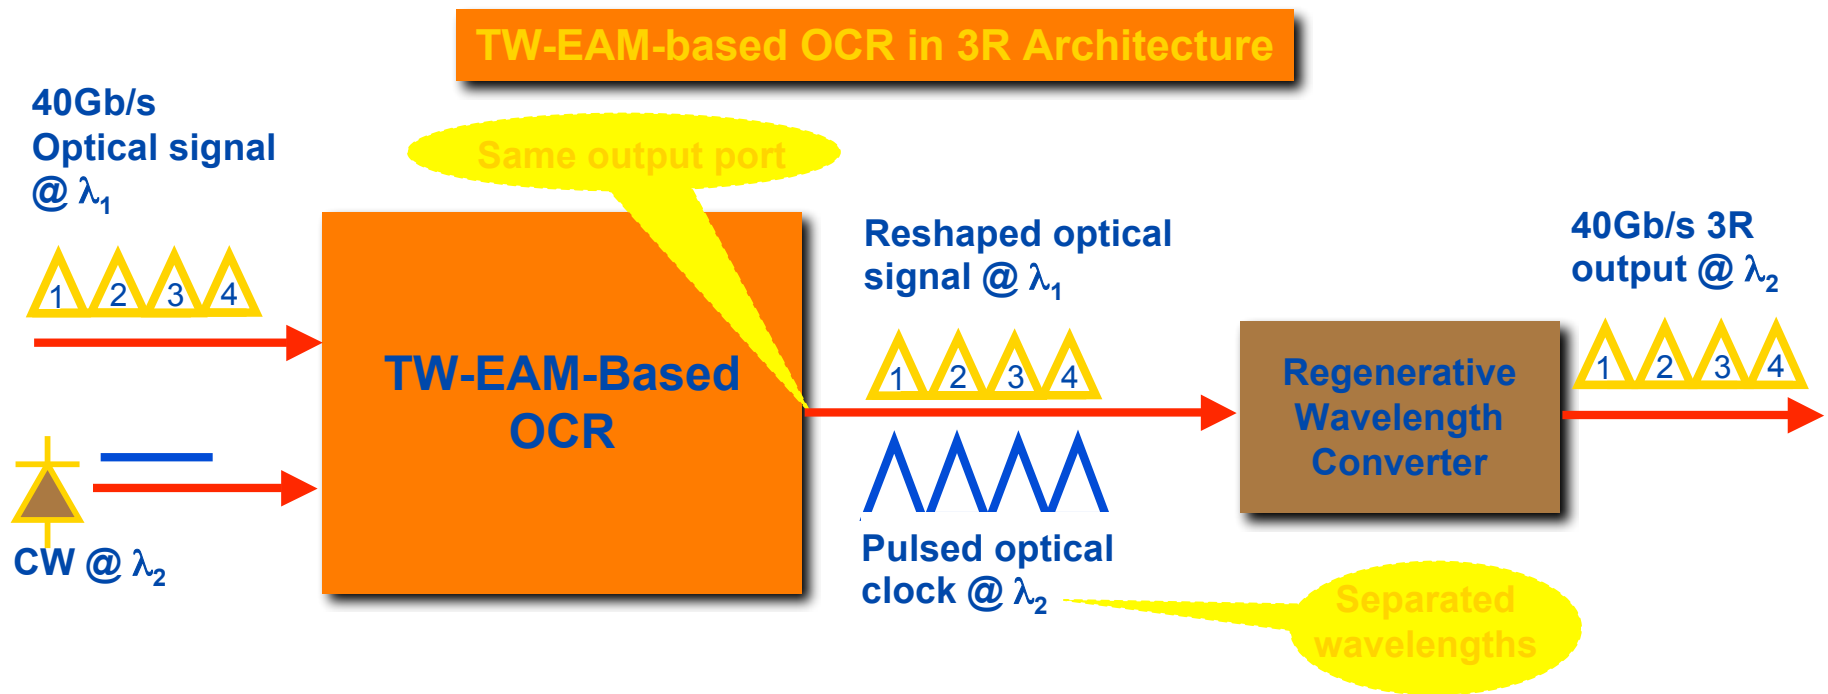 TW-EAM-based OCR in 3R Architecture
40Gb/s
Optical signal
@ λ₁
Same output port
1 2 3 4
TW-EAM-Based
OCR
CW @ λ₂
Reshaped optical
signal @ λ₁
1 2 3 4
Pulsed optical
clock @ λ₂
Separated
wavelengths
Regenerative
Wavelength
Converter
40Gb/s 3R
output @ λ₂
1 2 3 4